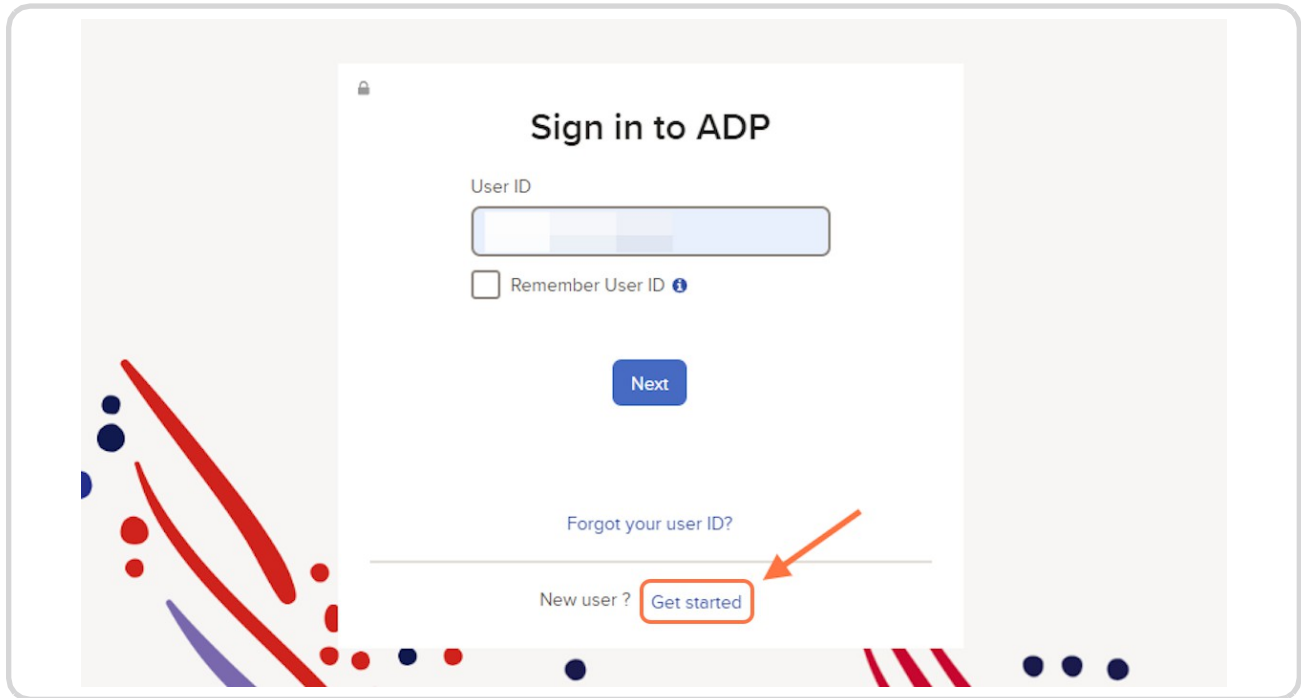 Sign in to ADP
User ID
Remember User ID
Next
Forgot your user ID?
New user ? Get started